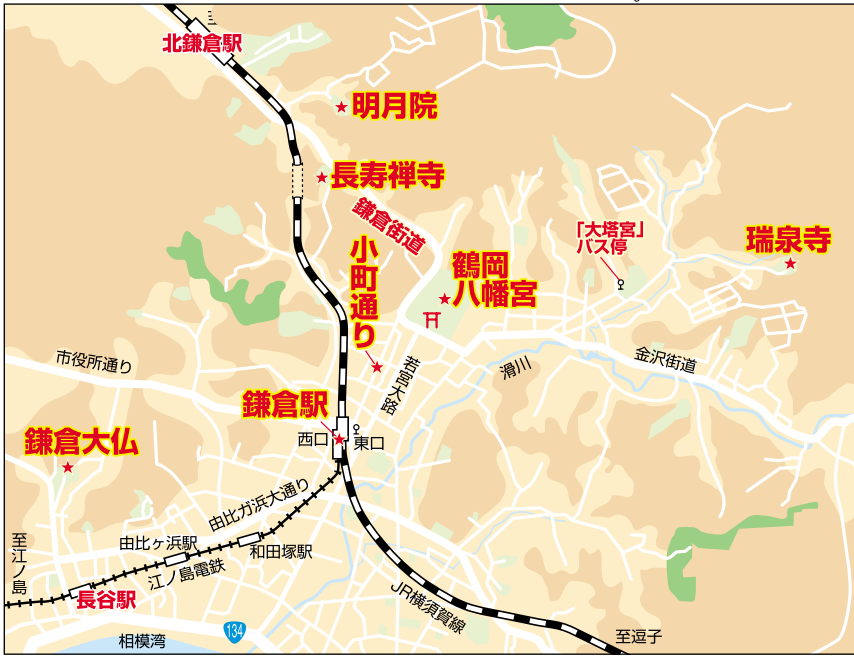 北鎌倉駅
明月院
長寿禅寺
鎌倉街道
小町通り
鶴岡
八幡宮
「大塔宮」
バス停
瑞泉寺
市役所通り
若宮大路
滑川
金沢街道
鎌倉駅
西口
東口
鎌倉大仏
由比ガ浜大通り
至江ノ島
由比ヶ浜駅
和田塚駅
江ノ島電鉄
長谷駅
JR横須賀線
134
相模湾
至逗子